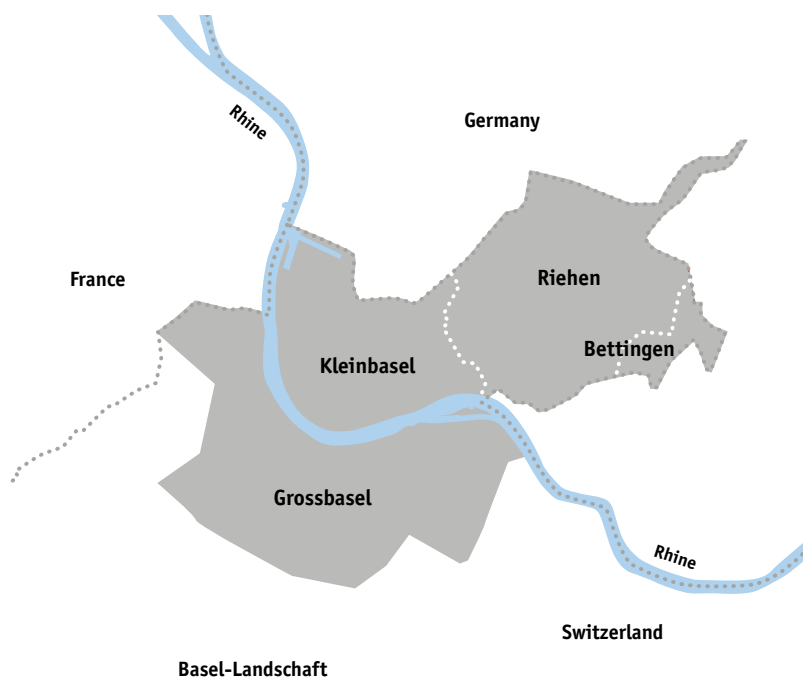 Rhine
Germany
France
Riehen
Bettingen
Kleinbasel
Grossbasel
Rhine
Switzerland
Basel-Landschaft